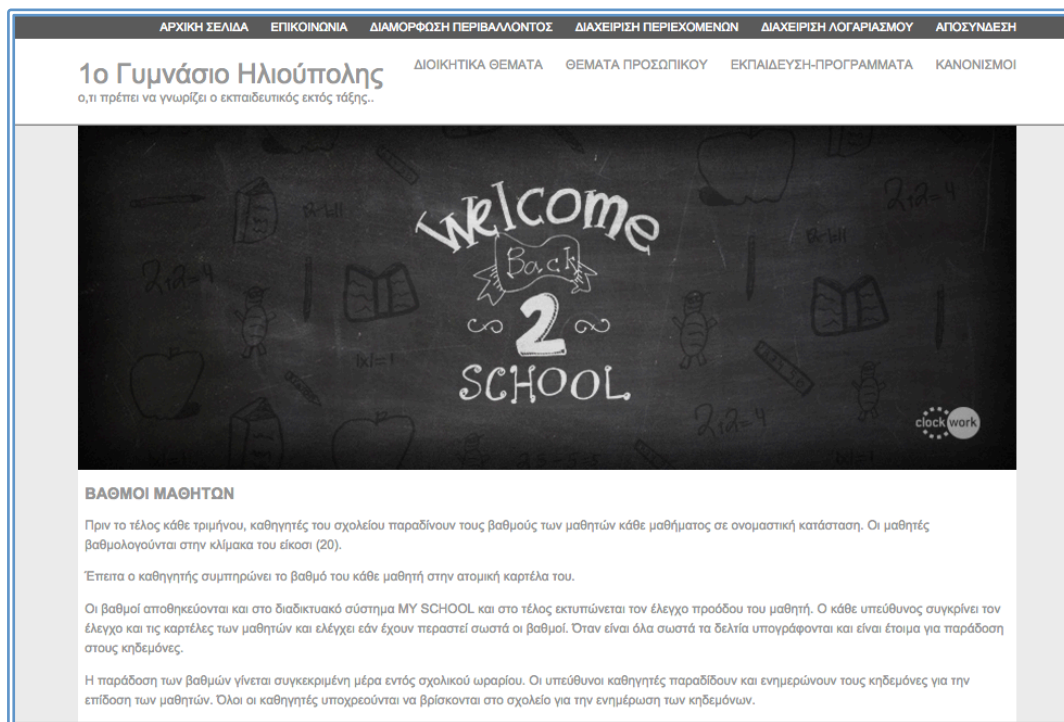 ΑΡΧΙΚΗ ΣΕΛΙΔΑ ΕΠΙΚΟΙΝΩΝΙΑ ΔΙΑΜΟΡΦΩΣΗ ΠΕΡΙΒΑΛΛΟΝΤΟΣ ΔΙΑΧΕΙΡΙΣΗ ΠΕΡΙΕΧΟΜΕΝΩΝ ΔΙΑΧΕΙΡΙΣΗ ΛΟΓΑΡΙΑΣΜΟΥ ΑΠΟΣΥΝΔΕΣΗ
1ο Γυμνάσιο Ηλιούπολης
ο,τι πρέπει να γνωρίζει ο εκπαιδευτικός εκτός τάξης..
ΔΙΟΙΚΗΤΙΚΑ ΘΕΜΑΤΑ ΘΕΜΑΤΑ ΠΡΟΣΩΠΙΚΟΥ ΕΚΠΑΙΔΕΥΣΗ-ΠΡΟΓΡΑΜΜΑΤΑ ΚΑΝΟΝΙΣΜΟΙ
Welcome
Back
2
SCHOOL
2+2=4
|x|=1
2+2=4
clock work
ΒΑΘΜΟΙ ΜΑΘΗΤΩΝ
Πριν το τέλος κάθε τριμήνου, καθηγητές του σχολείου παραδίνουν τους βαθμούς των μαθητών κάθε μαθήματος σε ονομαστική κατάσταση. Οι μαθητές
βαθμολογούνται στην κλίμακα του είκοσι (20).
Έπειτα ο καθηγητής συμπηρώνει το βαθμό του κάθε μαθητή στην ατομική καρτέλα του.
Οι βαθμοί αποθηκεύονται και στο διαδικτυακό σύστημα MY SCHOOL και στο τέλος εκτυπώνεται τον έλεγχο προόδου του μαθητή. Ο κάθε υπεύθυνος συγκρίνει τον
έλεγχο και τις καρτέλες των μαθητών και ελέγχει εάν έχουν περαστεί σωστά οι βαθμοί. Όταν είναι όλα σωστά τα δελτία υπογράφονται και είναι έτοιμα για παράδοση
στους κηδεμόνες.
Η παράδοση των βαθμών γίνεται συγκεκριμένη μέρα εντός σχολικού ωραρίου. Οι υπεύθυνοι καθηγητές παραδίδουν και ενημερώνουν τους κηδεμόνες για την
επίδοση των μαθητών. Όλοι οι καθηγητές υποχρεούνται να βρίσκονται στο σχολείο για την ενημέρωση των κηδεμόνων.